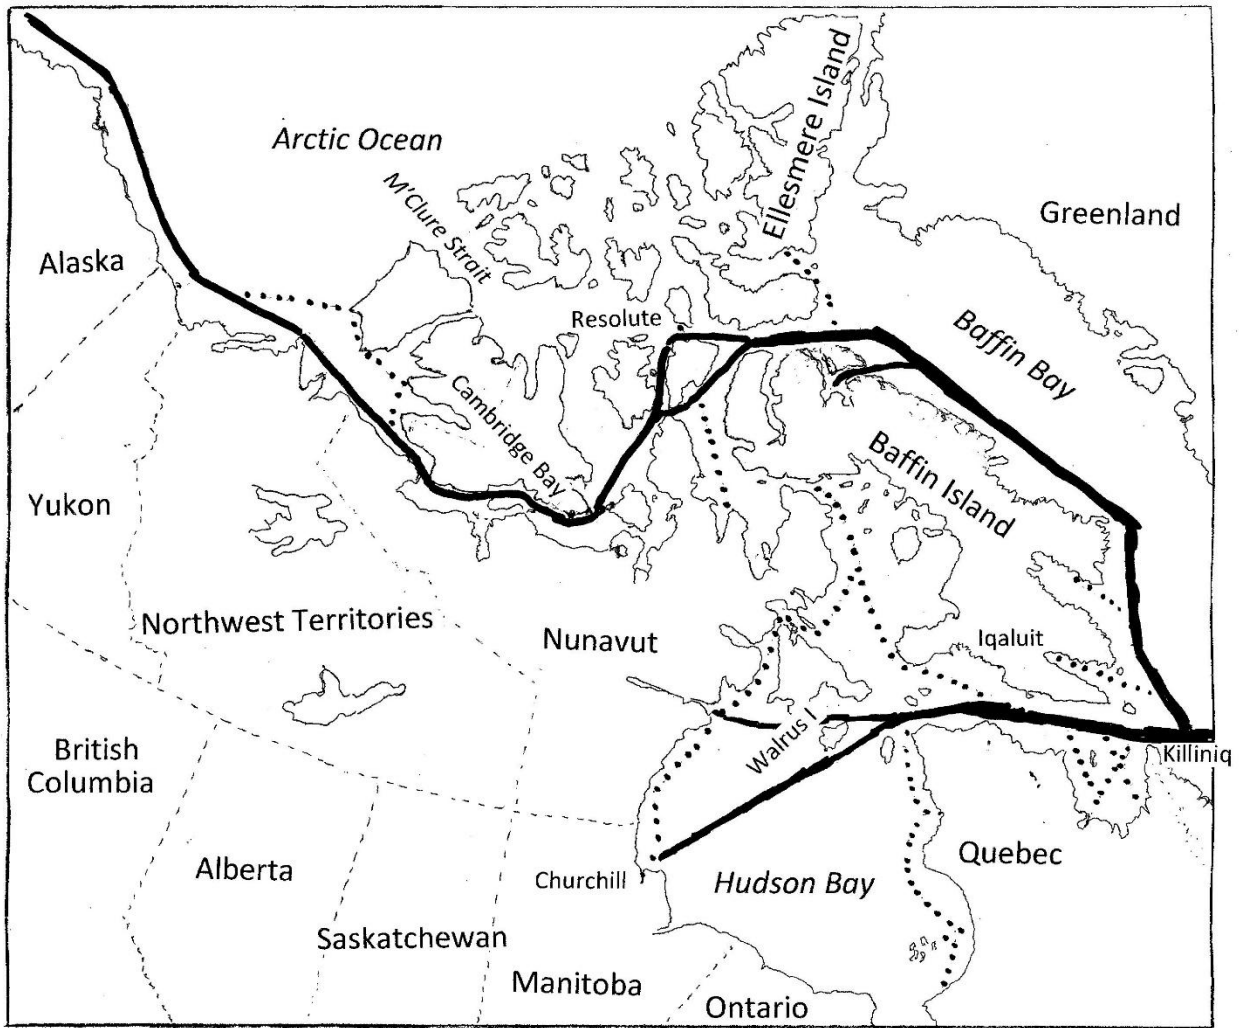 Arctic Ocean
M'Clure Strait
Ellesmere Island
Greenland
Alaska
Resolute
Baffin Bay
Cambridge Bay
Baffin Island
Yukon
Northwest Territories
Nunavut
Iqaluit
Walrus I
Killiniq
British
Columbia
Alberta
Churchill
Hudson Bay
Quebec
Saskatchewan
Manitoba
Ontario